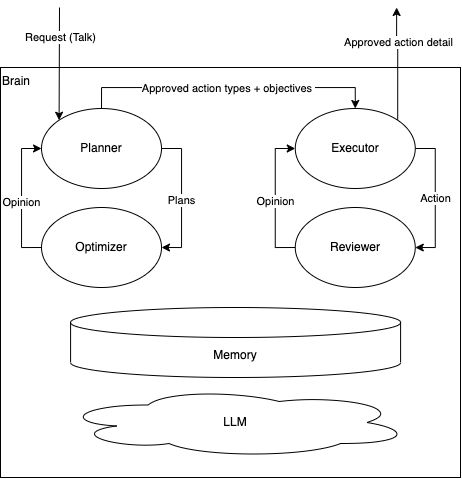 Request (Talk)
Approved action detail
Brain
Approved action types + objectives
Planner
Executor
Opinion
Plans
Opinion
Action
Optimizer
Reviewer
Memory
LLM